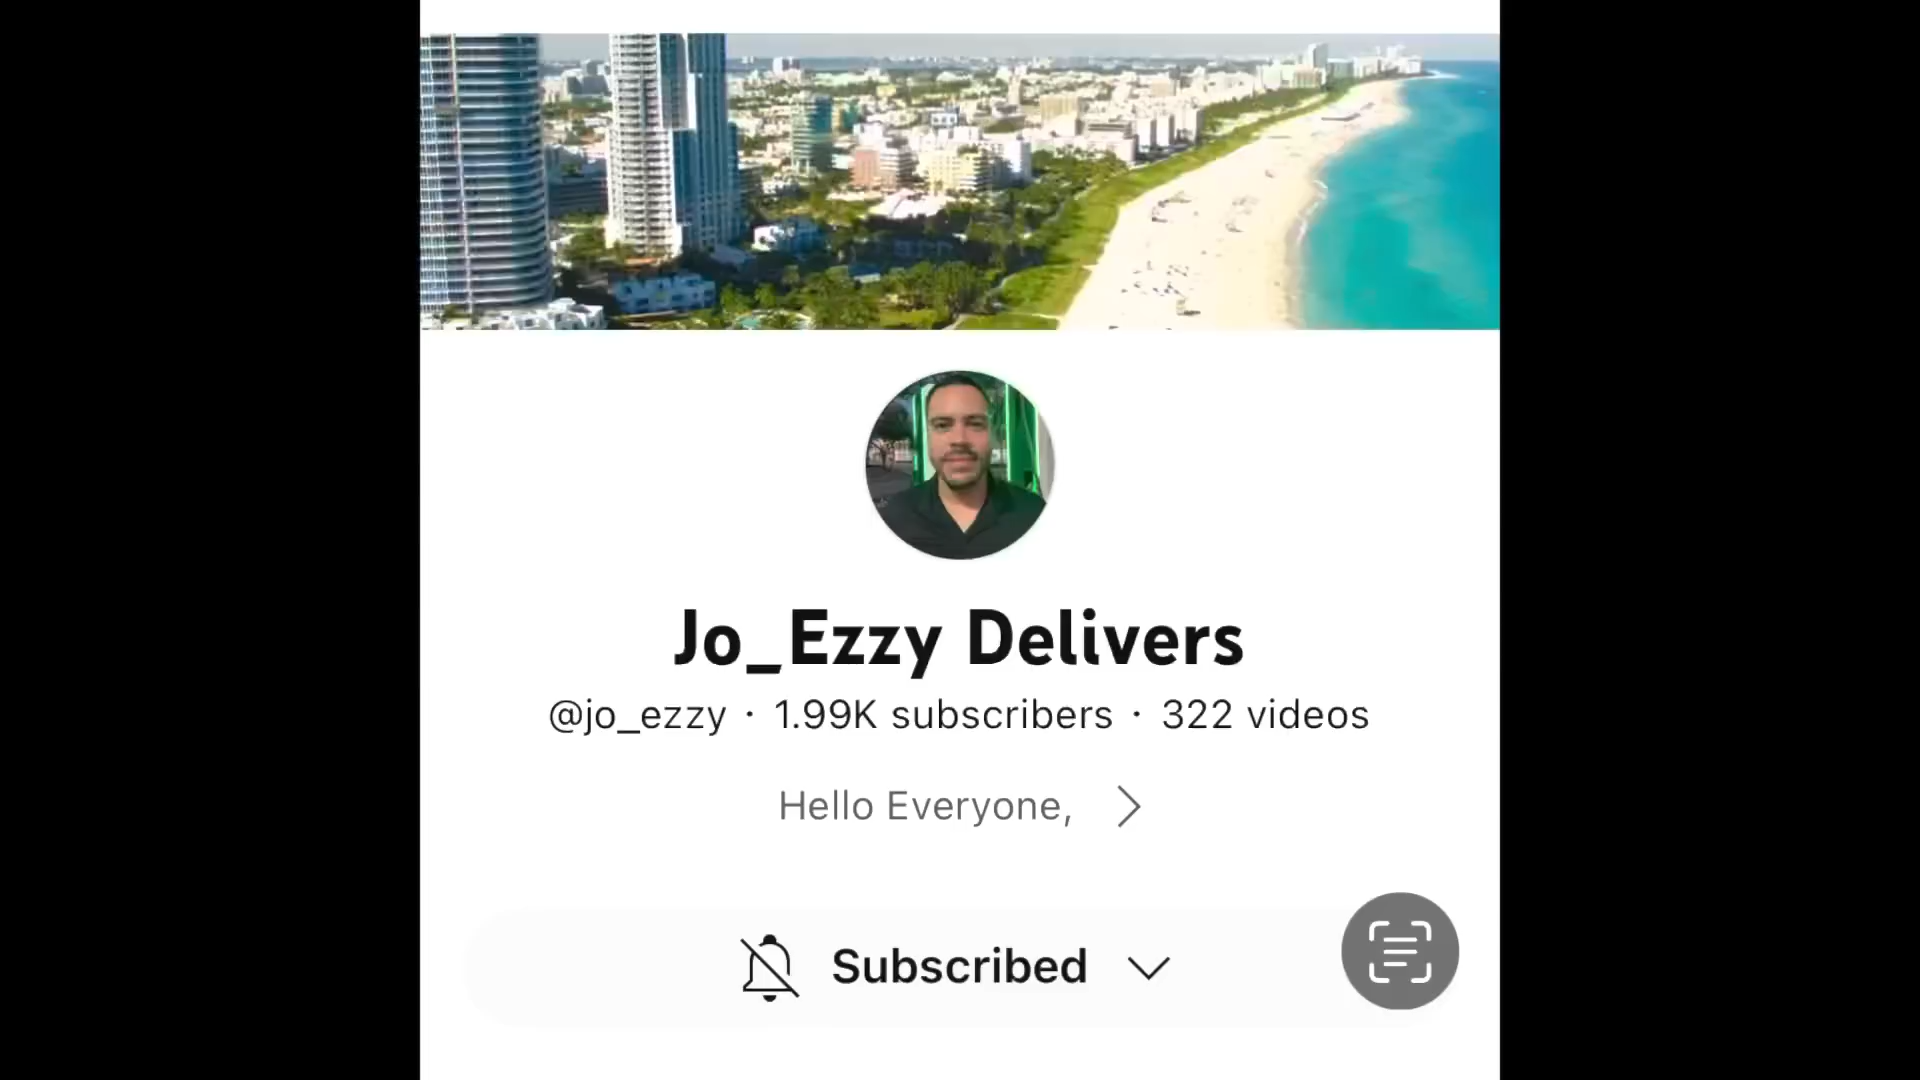 Jo_Ezzy Delivers
@jo_ezzy · 1.99K subscribers · 322 videos
Hello Everyone,
Subscribed